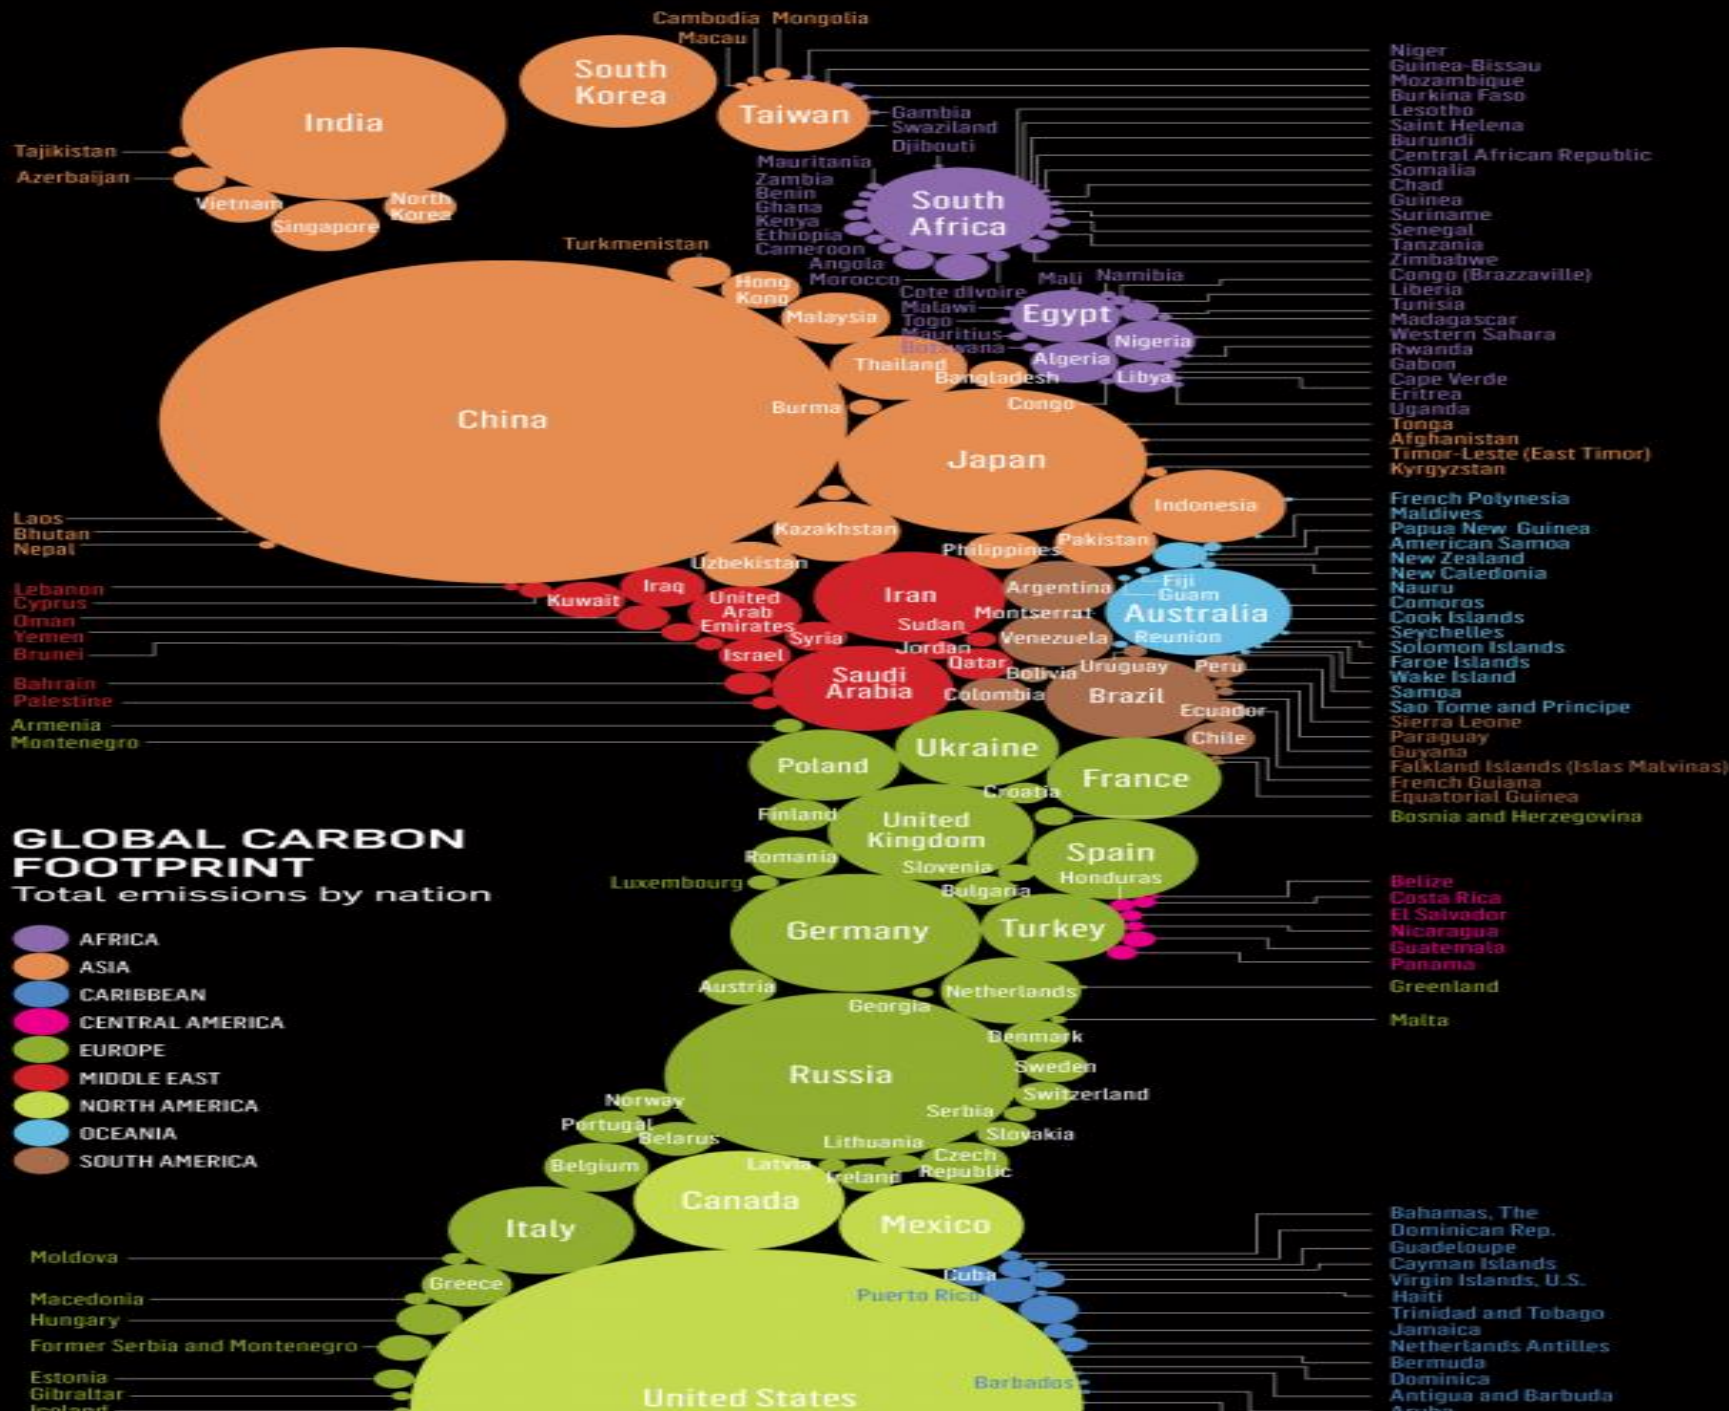 Cambodia Mongolia
Macau
South
Korea
India
Taiwan
Tajikistan
Azerbaijan
Vietnam
Singapore
North
Korea
Gambia
Swaziland
Djibouti
Mauritania
Zambia
Benin
Ghana
Kenya
Ethiopia
Cameroon
Angola
Morocco
South
Africa
Niger
Guinea-Bissau
Mozambique
Burkina Faso
Lesotho
Saint Helena
Burundi
Central African Republic
Somalia
Chad
Guinea
Suriname
Senegal
Tanzania
Zimbabwe
Congo (Brazzaville)
Liberia
Tunisia
Madagascar
Western Sahara
Rwanda
Gabon
Cape Verde
Eritrea
Uganda
Tonga
Afghanistan
Timor-Leste (East Timor)
Kyrgyzstan
Turkmenistan
Hong
Kong
Malaysia
Thailand
Bangladesh
Burma
China
Japan
Cote dIvoire
Malawi
Togo
Mauritius
Botswana
Mali
Namibia
Egypt
Nigeria
Algeria
Libya
Congo
Indonesia
Kazakhstan
Uzbekistan
Philippines
Pakistan
Laos
Bhutan
Nepal
Lebanon
Cyprus
Oman
Yemen
Brunei
Bahrain
Palestine
Armenia
Montenegro
Kuwait
Iraq
United
Arab
Emirates
Syria
Israel
Iran
Sudan
Jordan
Qatar
Saudi
Arabia
Argentina
Montserrat
Venezuela
Bolivia
Uruguay
Peru
Colombia
Brazil
Ecuador
Chile
Fiji
Guam
Australia
Reunion
French Polynesia
Maldives
Papua New Guinea
American Samoa
New Zealand
New Caledonia
Nauru
Comoros
Cook Islands
Seychelles
Solomon Islands
Faroe Islands
Wake Island
Samoa
Sao Tome and Principe
Sierra Leone
Paraguay
Guyana
Falkland Islands (Islas Malvinas)
French Guiana
Equatorial Guinea
Bosnia and Herzegovina
Poland
Ukraine
France
Croatia
Finland
United
Kingdom
Romania
Slovenia
Spain
Honduras
Luxembourg
Bulgaria
Germany
Turkey
Belize
Costa Rica
El Salvador
Nicaragua
Guatemala
Panama
Greenland
Malta
Austria
Georgia
Netherlands
Denmark
Sweden
Switzerland
Russia
Serbia
Slovakia
Norway
Portugal
Belarus
Lithuania
Latvia
Ireland
Czech
Republic
Belgium
Canada
Mexico
Italy
GLOBAL CARBON
FOOTPRINT
Total emissions by nation
AFRICA
ASIA
CARIBBEAN
CENTRAL AMERICA
EUROPE
MIDDLE EAST
NORTH AMERICA
OCEANIA
SOUTH AMERICA
Moldova
Greece
Macedonia
Hungary
Former Serbia and Montenegro
Estonia
Gibraltar
Iceland
United States
Cuba
Puerto Rico
Barbados
Bahamas, The
Dominican Rep.
Guadeloupe
Cayman Islands
Virgin Islands, U.S.
Haiti
Trinidad and Tobago
Jamaica
Netherlands Antilles
Bermuda
Dominica
Antigua and Barbuda